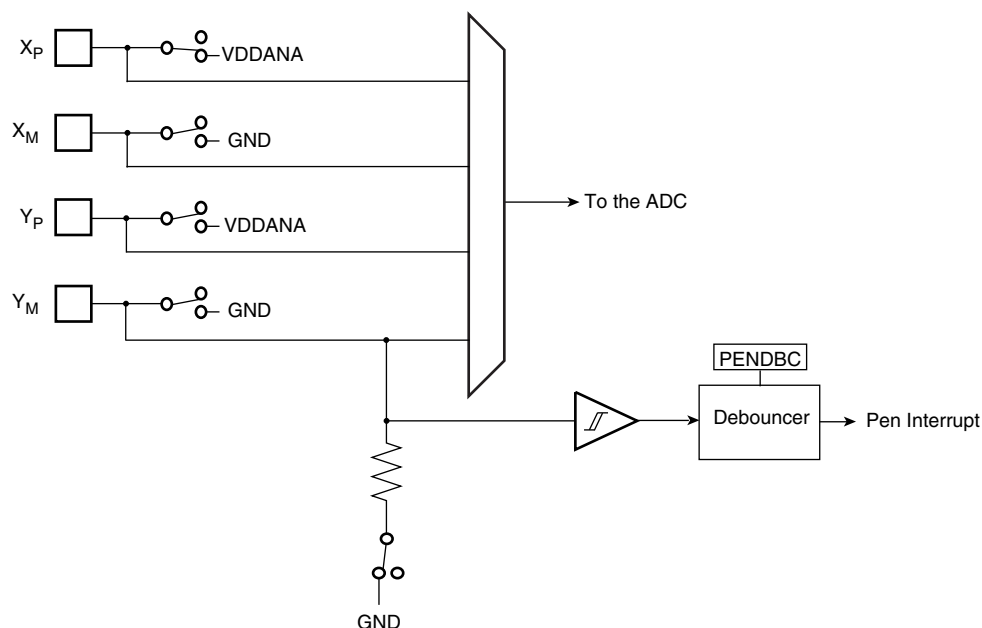 XP
VDDANA
XM
GND
To the ADC
YP
VDDANA
YM
GND
PENDBC
Debouncer
Pen Interrupt
GND